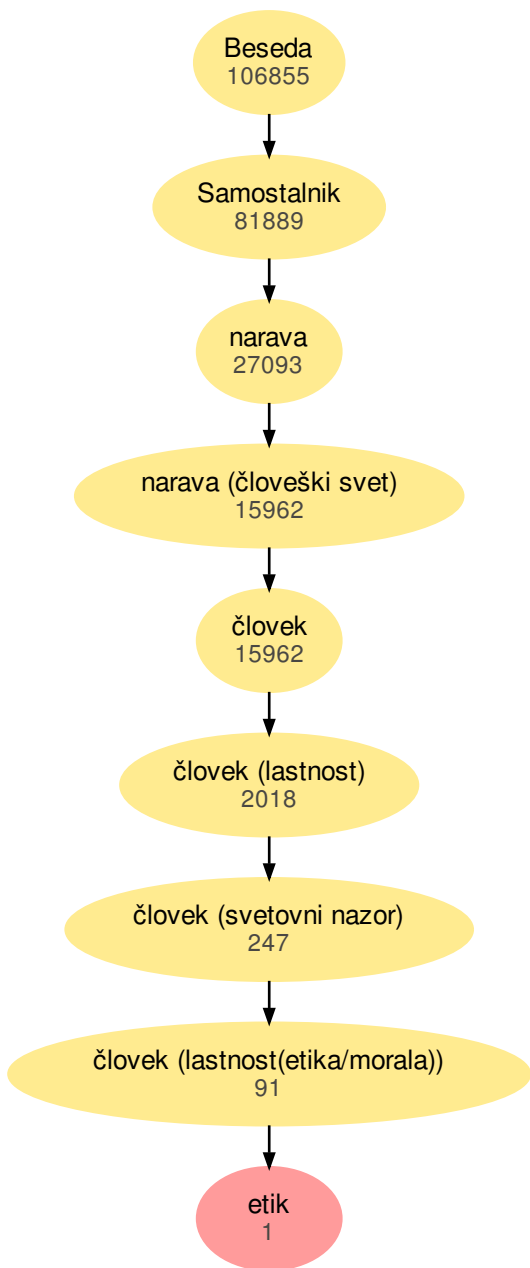 Beseda
106855
Samostalnik
81889
narava
27093
narava (človeški svet)
15962
človek
15962
človek (lastnost)
2018
človek (svetovni nazor)
247
človek (lastnost(etika/morala))
91
etik
1